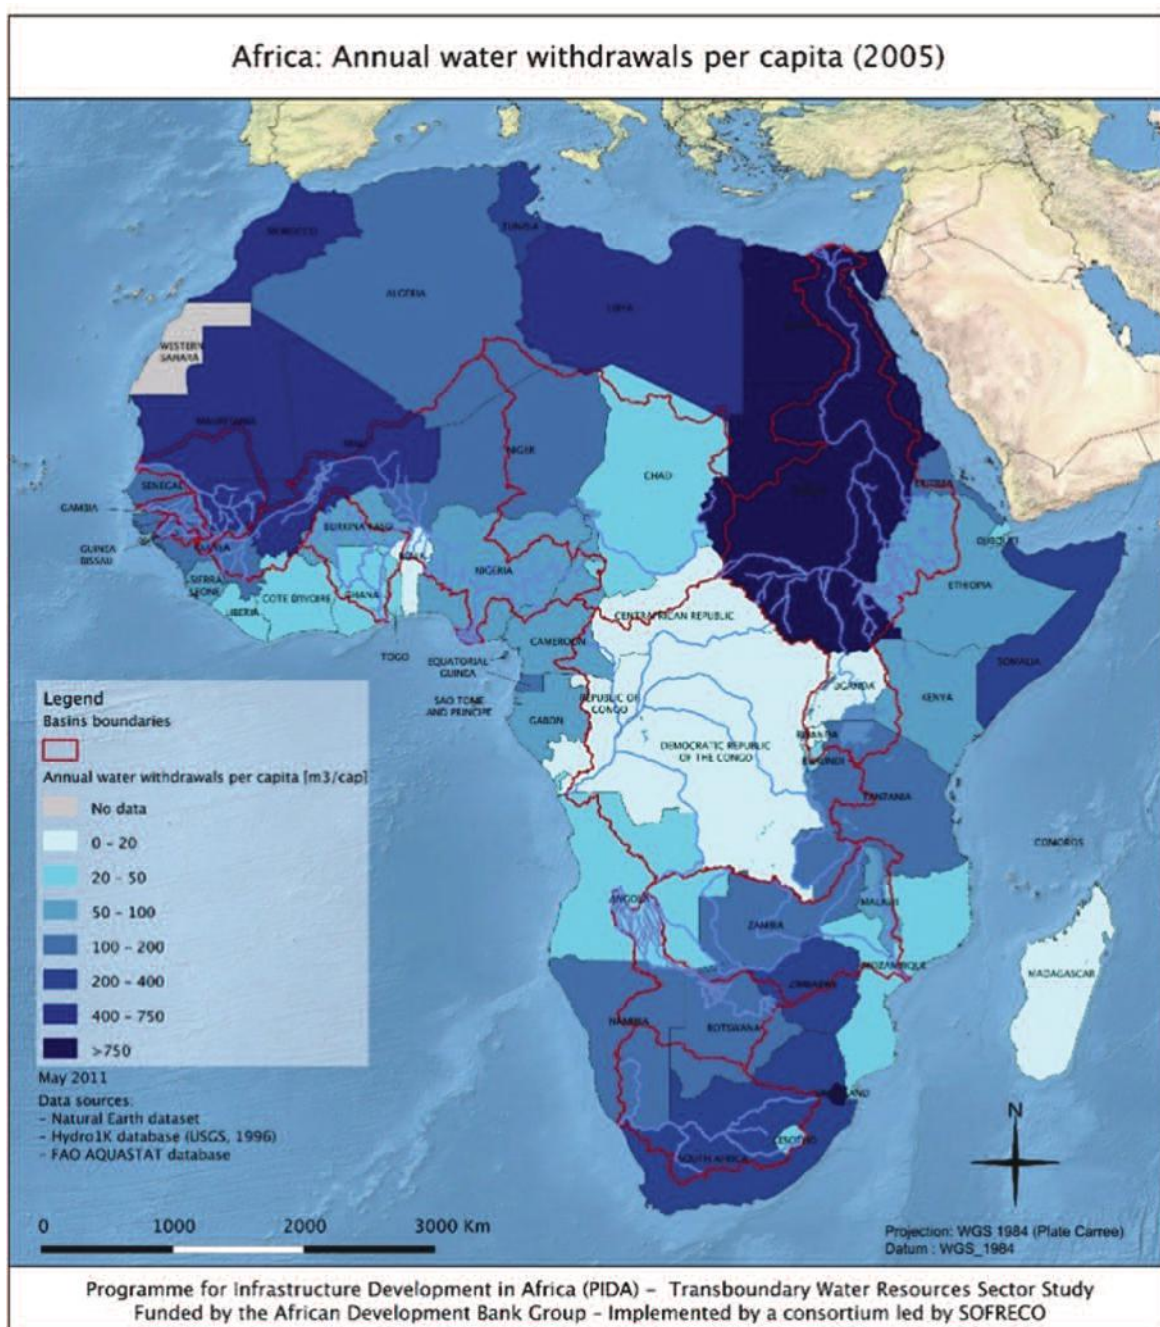 Africa: Annual water withdrawals per capita (2005)
MOROCCO
TUNISIA
ALGERIA
LIBYA
WESTERN
SAHARA
MAURITANIA
NIGER
CHAD
SENEGAL
GAMBIA
ERITREA
BURKINA FASO
GUINEA
BISSAU
DJIBOUTI
NIGERIA
SIERRA
LEONE
ETHIOPIA
COTE D'IVOIRE
GHANA
LIBERIA
CENTRAFRICAN REPUBLIC
CAMEROON
TOGO
EQUATORIAL
GUINEA
SOMALIA
UGANDA
KENYA
REPUBLIC OF
CONGO
SAO TOME
AND PRINCIPE
GABON
RWANDA
DEMOCRATIC REPUBLIC
OF THE CONGO
BURUNDI
TANZANIA
COMOROS
ANGOLA
MALAWI
ZAMBIA
MOZAMBIQUE
MADAGASCAR
ZIMBABWE
NAMIBIA
BOTSWANA
LESOTHO
SOUTH AFRICA
Legend
Basins boundaries
Annual water withdrawals per capita [m3/cap]
No data
0 - 20
20 - 50
50 - 100
100 - 200
200 - 400
400 - 750
>750
May 2011
Data sources:
- Natural Earth dataset
- Hydro1K database (USGS, 1996)
- FAO AQUASTAT database
N
0 1000 2000 3000 Km
Projection: WGS 1984 (Plate Carree)
Datum : WGS_1984
Programme for Infrastructure Development in Africa (PIDA) - Transboundary Water Resources Sector Study
Funded by the African Development Bank Group - Implemented by a consortium led by SOFRECO